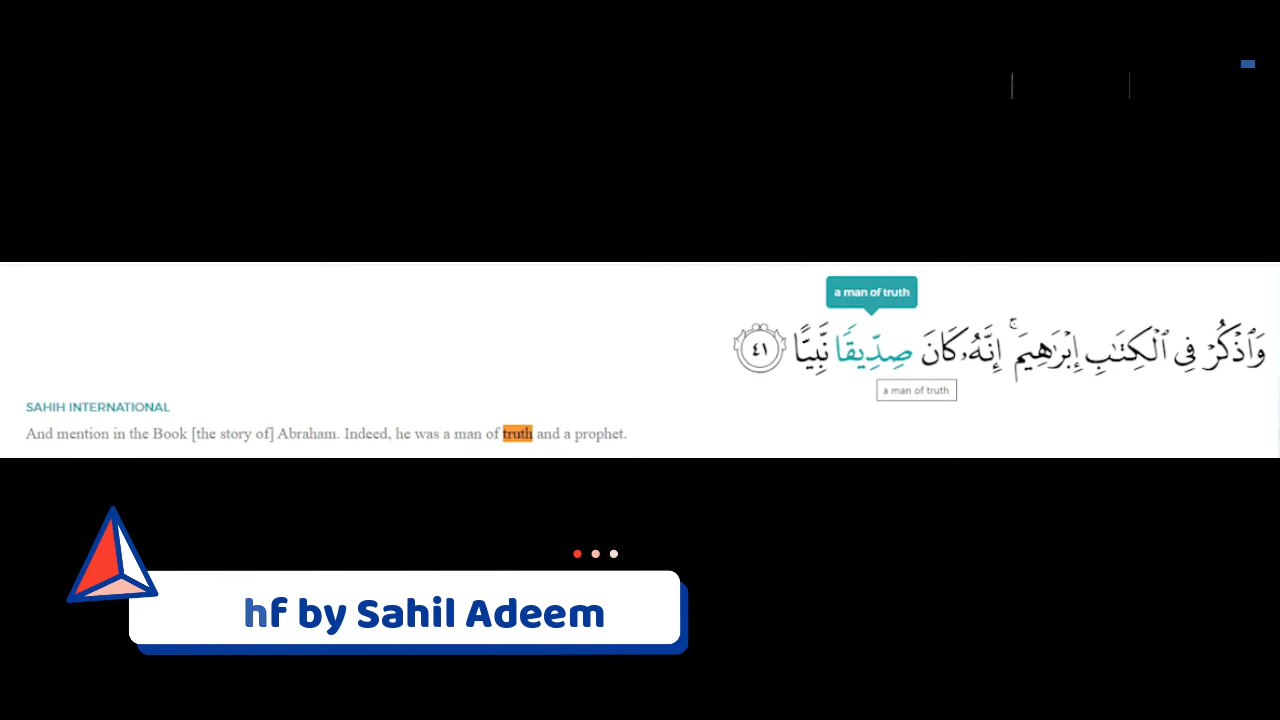 a man of truth
وَٱذْكُرْ فِى ٱلْكِتَـٰبِ إِبْرَٰهِيمَ ۚ إِنَّهُۥ كَانَ صِدِّيقًا نَّبِيًّا ٤١
a man of truth
SAHIH INTERNATIONAL
And mention in the Book [the story of] Abraham. Indeed, he was a man of truth and a prophet.
hf by Sahil Adeem